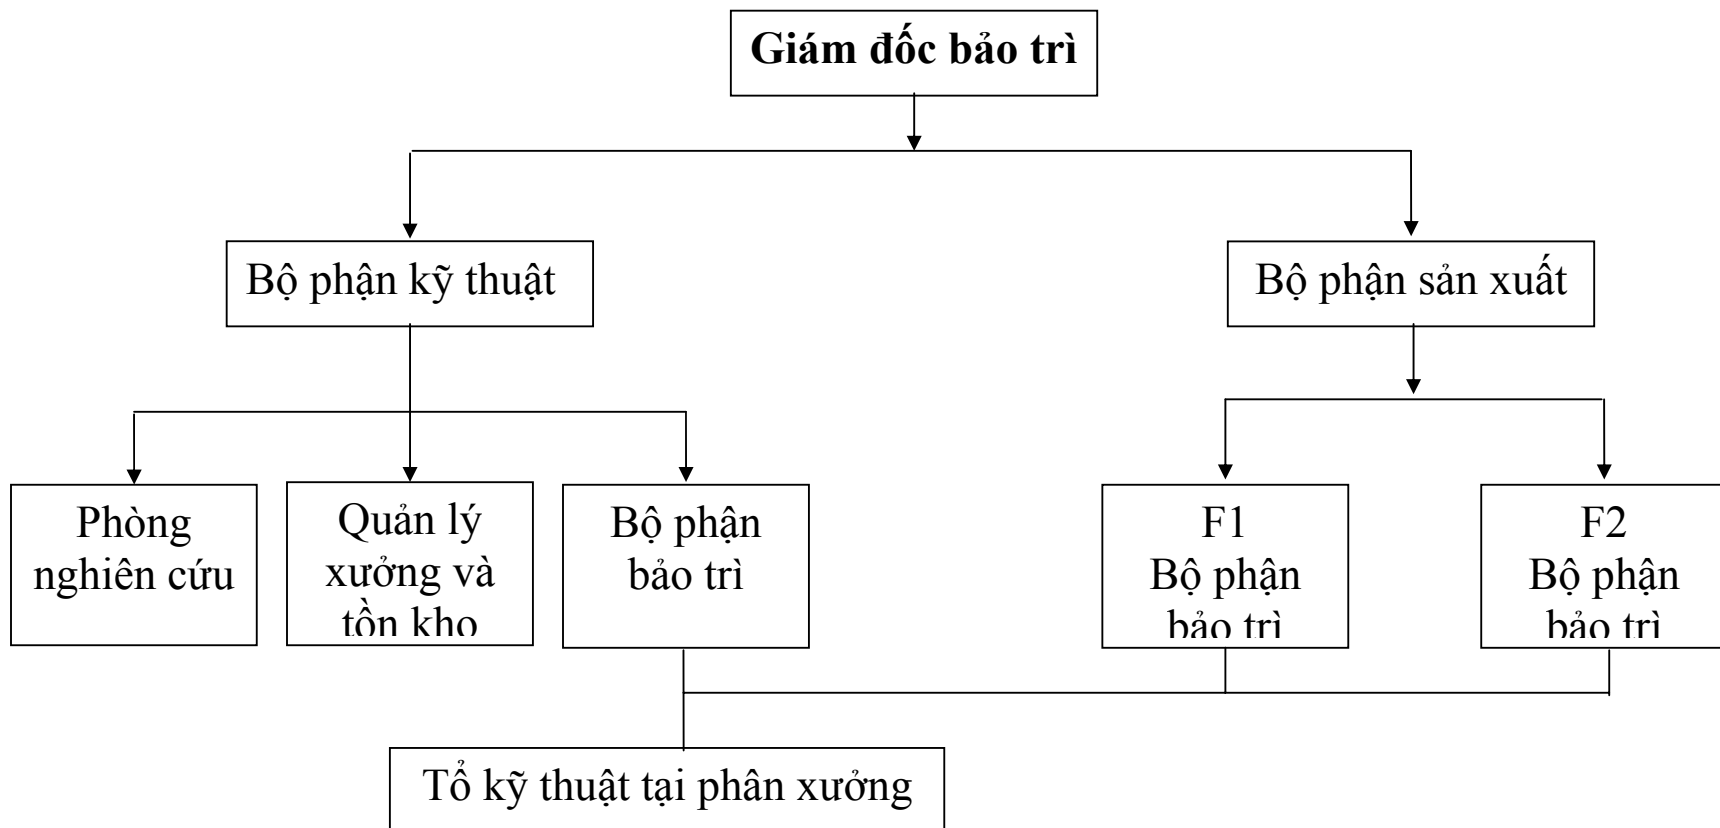 Giám đốc bảo trì
Bộ phận kỹ thuật
Bộ phận sản xuất
Phòng
nghiên cứu
Quản lý
xưởng và
tồn kho
Bộ phận
bảo trì
F1
Bộ phận
bảo trì
F2
Bộ phận
bảo trì
Tổ kỹ thuật tại phân xưởng